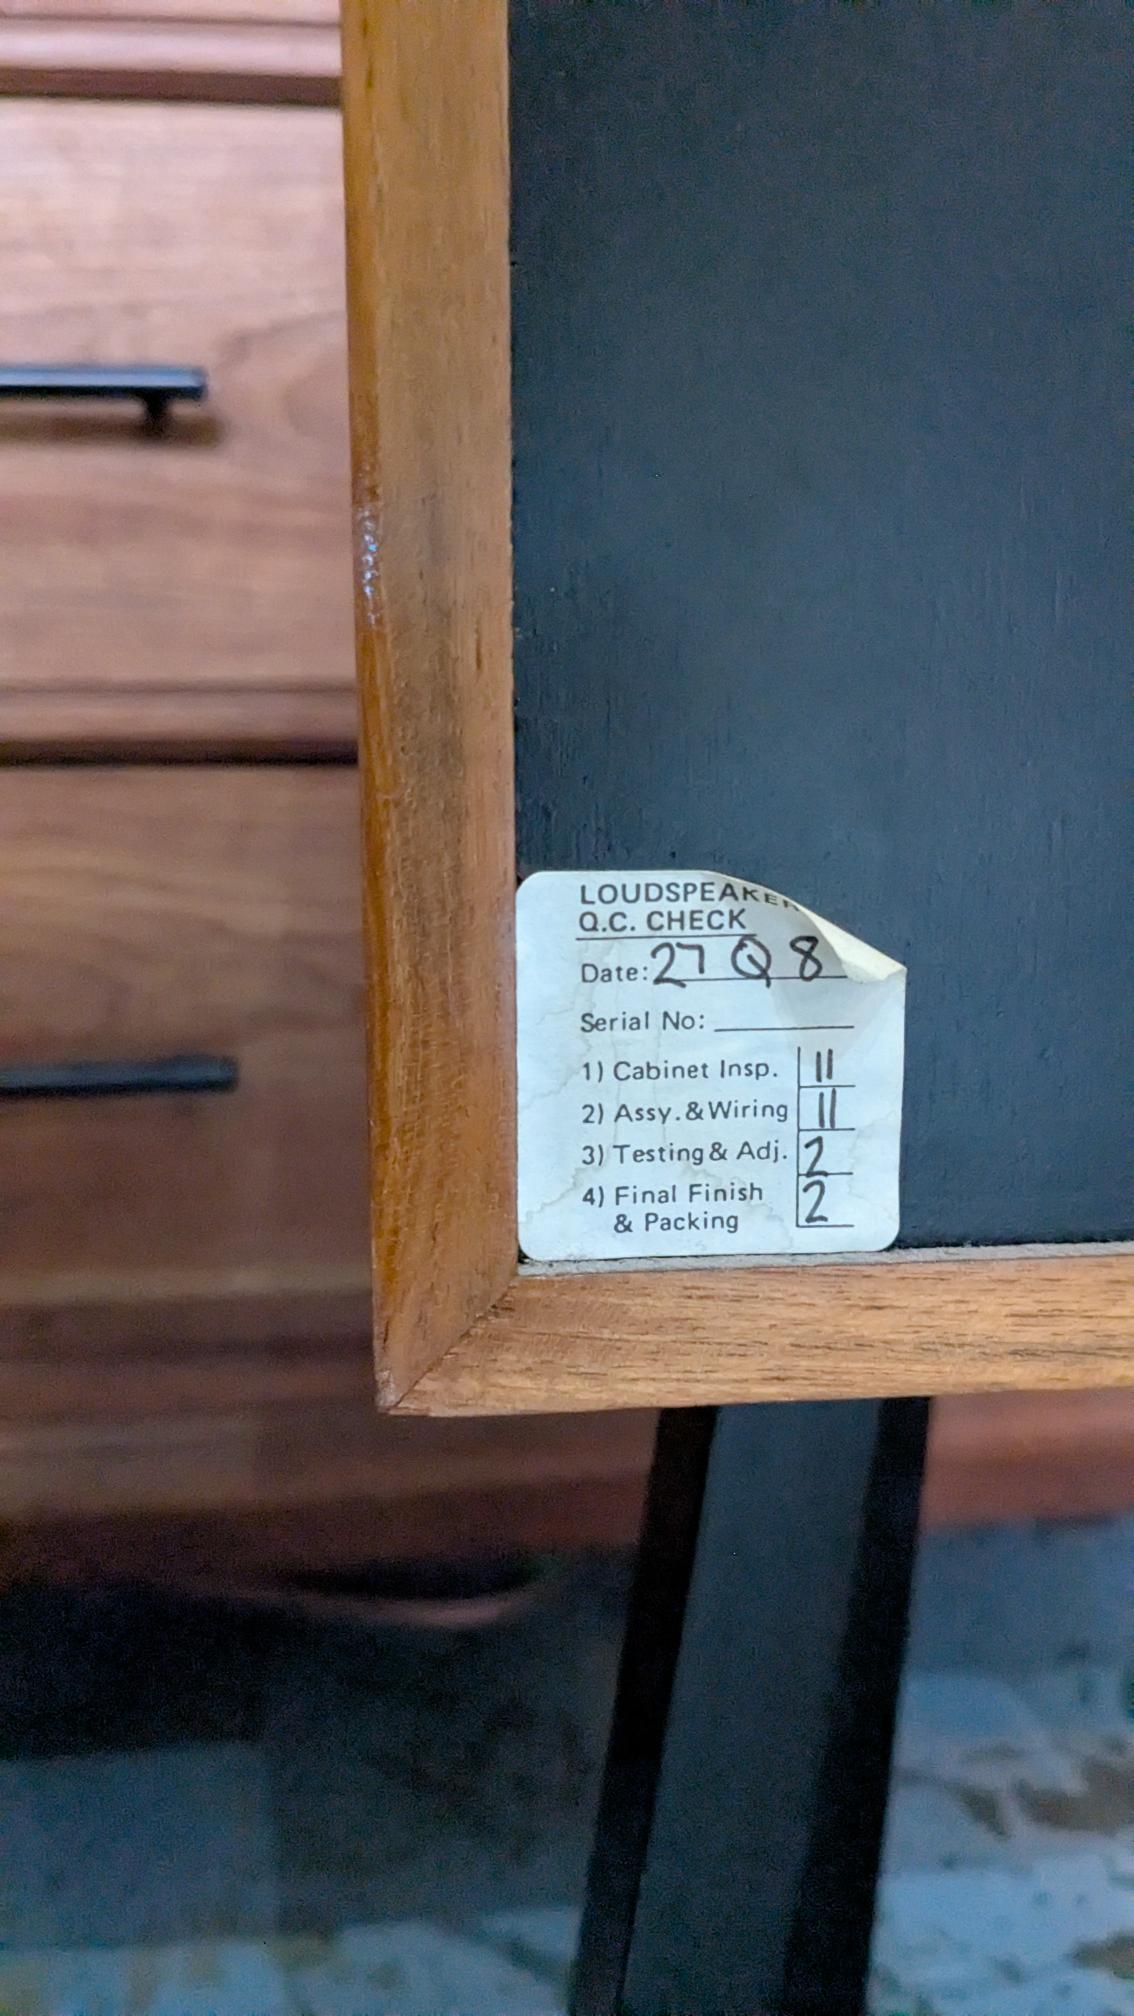 LOUDSPEAKER
Q.C. CHECK
Date: 27 Q 8
Serial No:
1) Cabinet Insp. 11
2) Assy. & Wiring 11
3) Testing & Adj. 2
4) Final Finish 2
& Packing